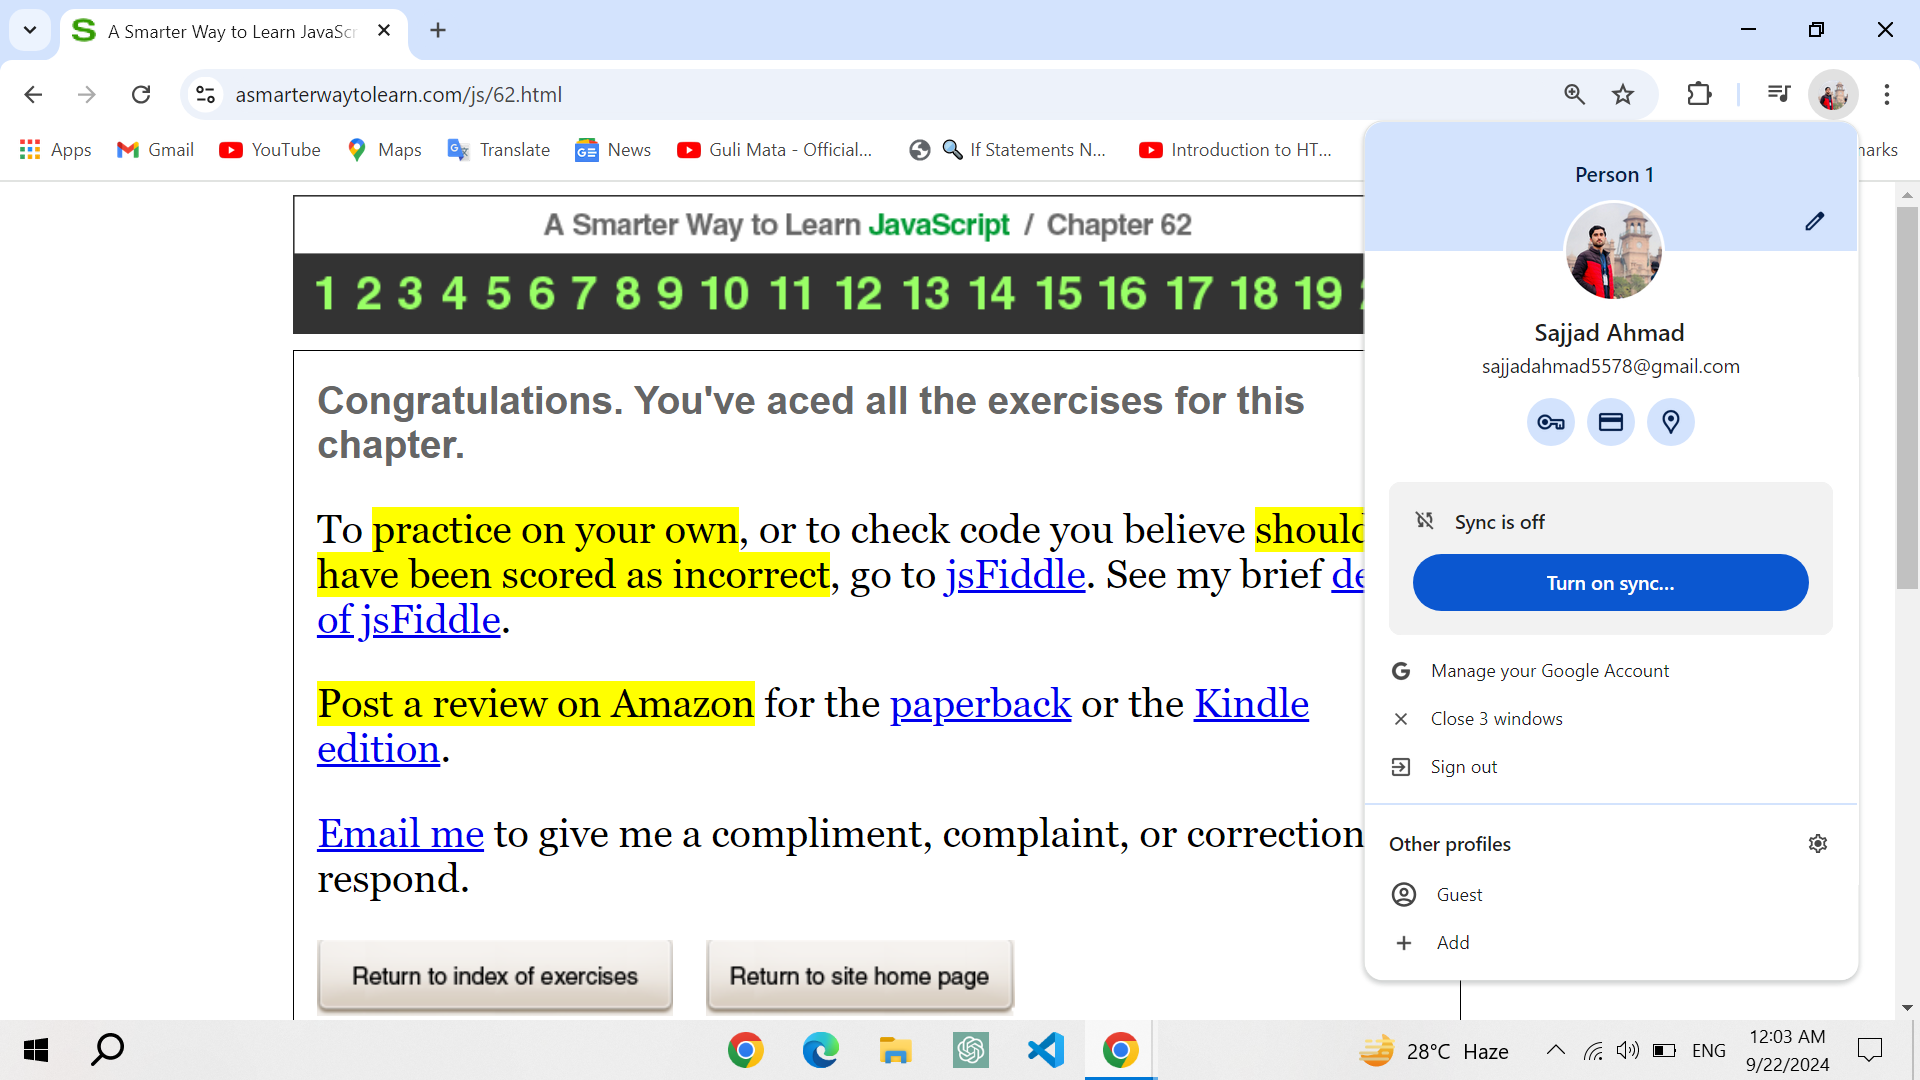 A Smarter Way to Learn JavaScr
asmarterwaytolearn.com/js/62.html
Apps Gmail YouTube Maps Translate News Guli Mata - Official... If Statements N... Introduction to HT... narks
A Smarter Way to Learn JavaScript / Chapter 62
1 2 3 4 5 6 7 8 9 10 11 12 13 14 15 16 17 18 19
Congratulations. You've aced all the exercises for this
chapter.
To practice on your own, or to check code you believe should
have been scored as incorrect, go to jsFiddle. See my brief de
of jsFiddle.
Post a review on Amazon for the paperback or the Kindle
edition.
Email me to give me a compliment, complaint, or correction
respond.
Return to index of exercises Return to site home page
Person 1
Sajjad Ahmad
sajjadahmad5578@gmail.com
Sync is off
Turn on sync...
Manage your Google Account
Close 3 windows
Sign out
Other profiles
Guest
Add
28°C Haze ENG 12:03 AM
9/22/2024